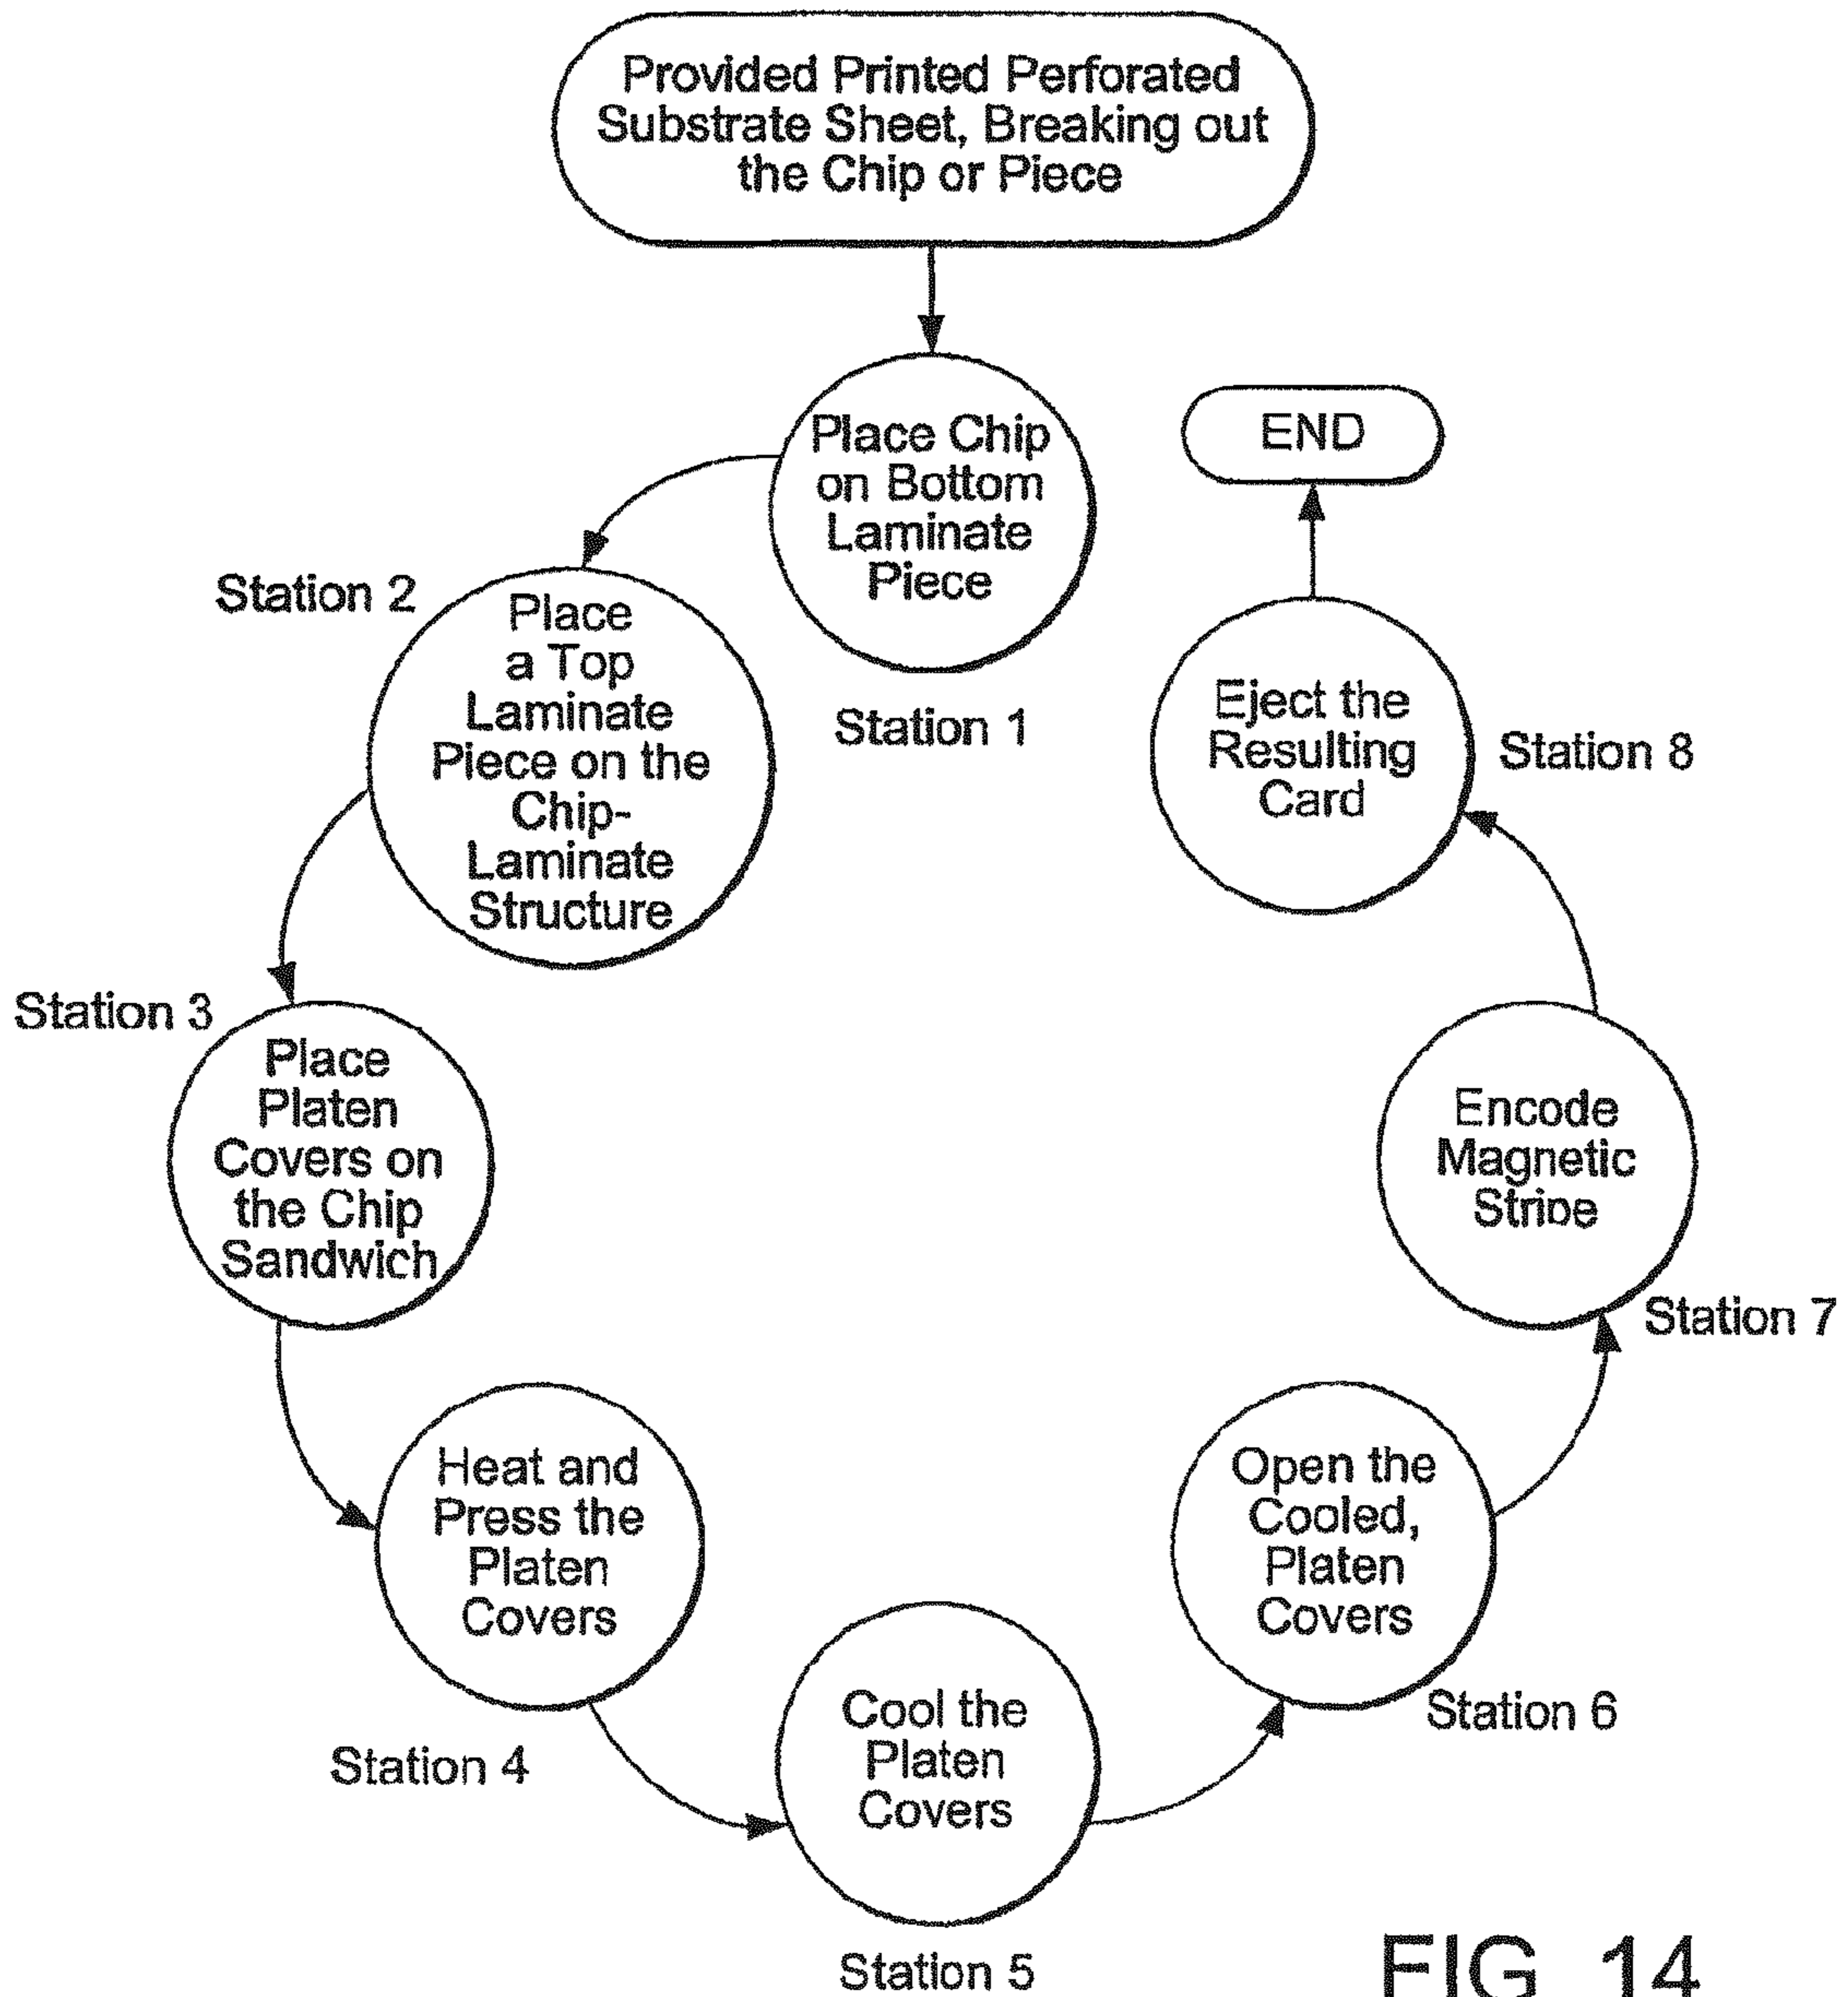 Provided Printed Perforated
Substrate Sheet, Breaking out
the Chip or Piece
Place Chip
on Bottom
Laminate
Piece
Station 1
Station 2
Place
a Top
Laminate
Piece on the
Chip-
Laminate
Structure
Station 3
Place
Platen
Covers on
the Chip
Sandwich
Heat and
Press the
Platen
Covers
Station 4
Cool the
Platen
Covers
Station 5
Open the
Cooled,
Platen
Covers
Station 6
Encode
Magnetic
Stripe
Station 7
Eject the
Resulting
Card
Station 8
END
FIG. 14